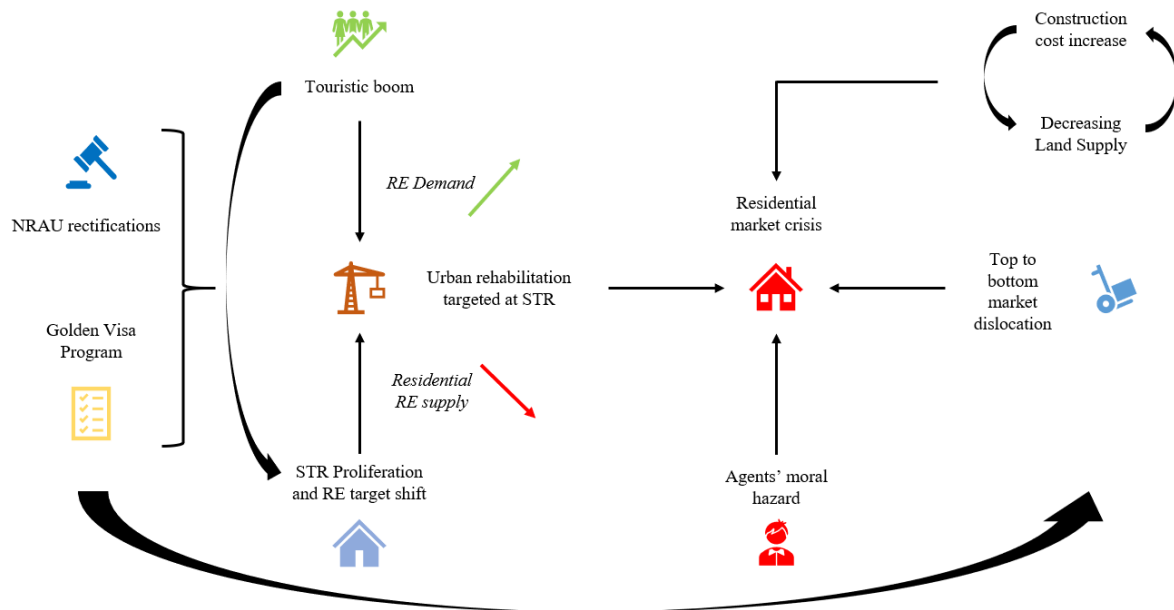 Touristic boom
NRAU rectifications
Golden Visa
Program
RE Demand
Urban rehabilitation
targeted at STR
Residential
RE supply
STR Proliferation
and RE target shift
Construction
cost increase
Decreasing
Land Supply
Residential
market crisis
Top to
bottom
market
dislocation
Agents’ moral
hazard